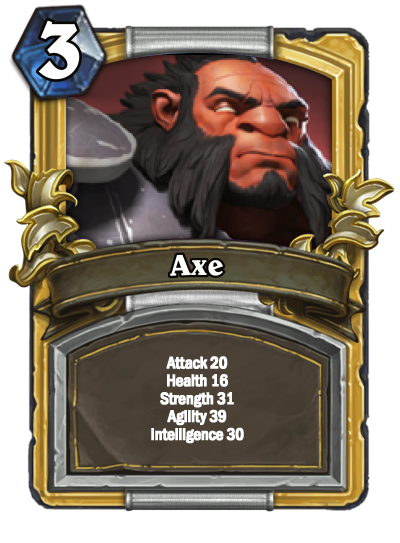 3
Axe
Attack 20
Health 16
Strength 31
Agility 39
Intelligence 30